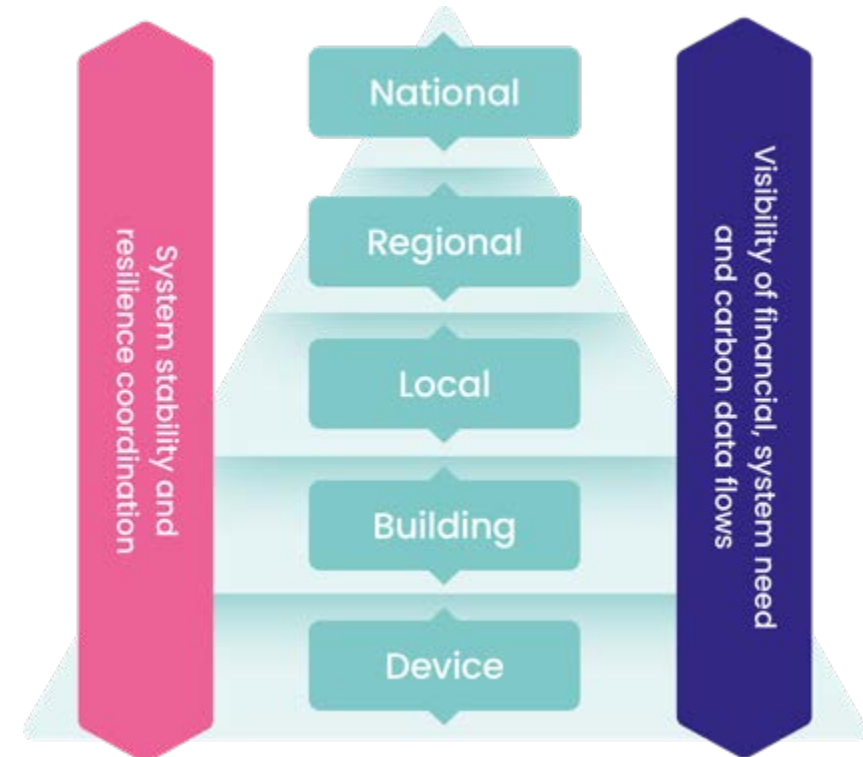 National
Regional
Local
Building
Device
System stability and
resilience coordination
Visibility of financial, system need
and carbon data flows